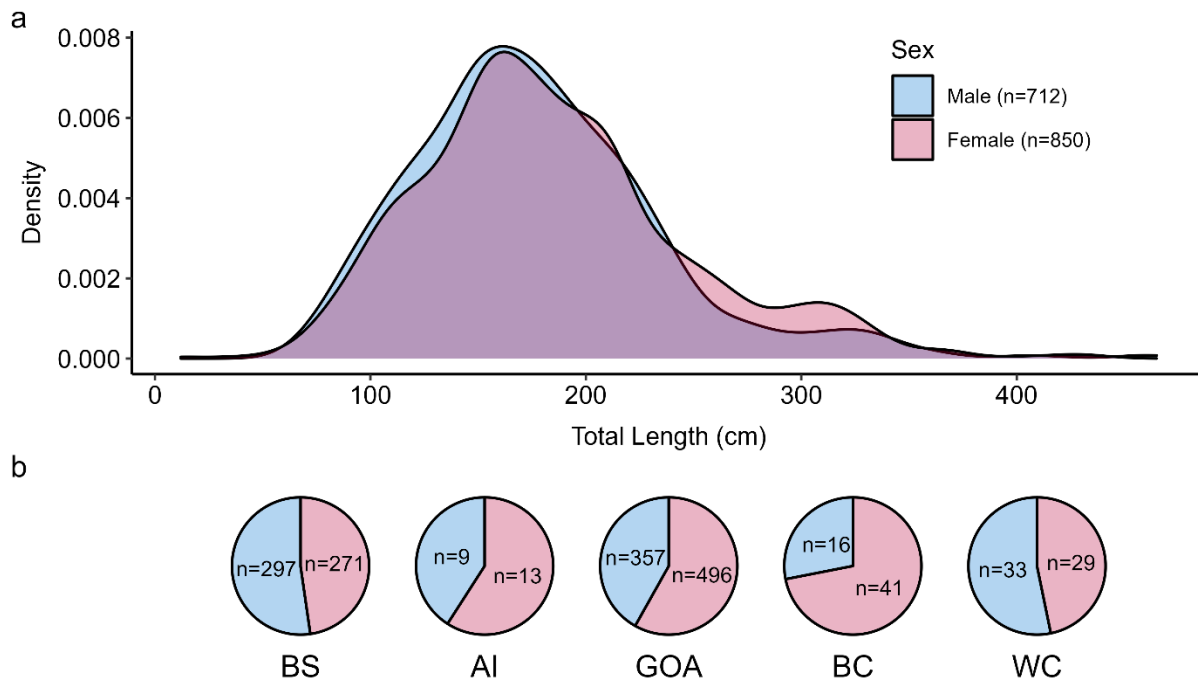 a
0.008
0.006
0.004
0.002
0.000
Density
0 100 200 300 400
Total Length (cm)
Sex
Male (n=712)
Female (n=850)
b
n=297 n=271
n=9 n=13
n=357 n=496
n=16 n=41
n=33 n=29
BS AI GOA BC WC